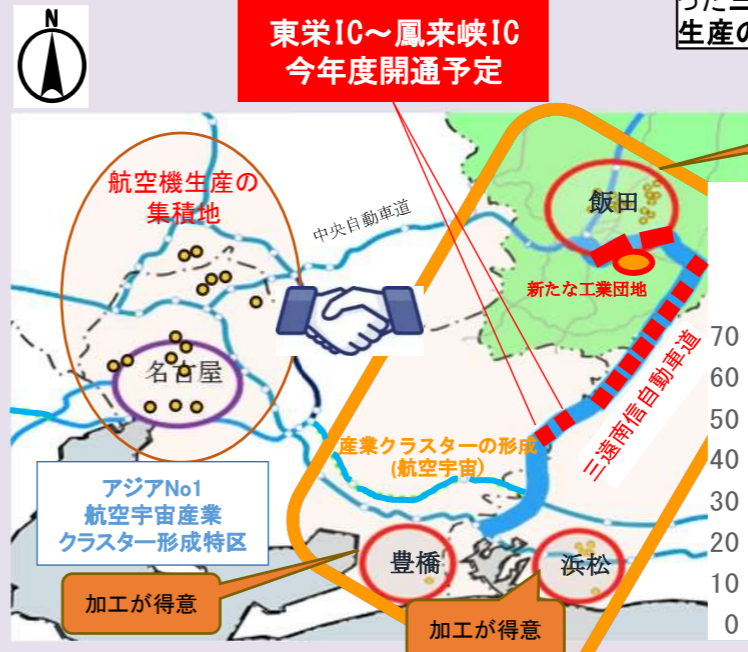 N
東栄IC～鳳来峡IC
今年度開通予定
生産の
航空機生産の
集積地
中央自動車道
飯田
新たな工業団地
名古屋
三遠南信自動車道
産業クラスターの形成
(航空宇宙)
アジアNo1
航空宇宙産業
クラスター形成特区
豊橋
浜松
加工が得意
加工が得意
70
60
50
40
30
20
10
0